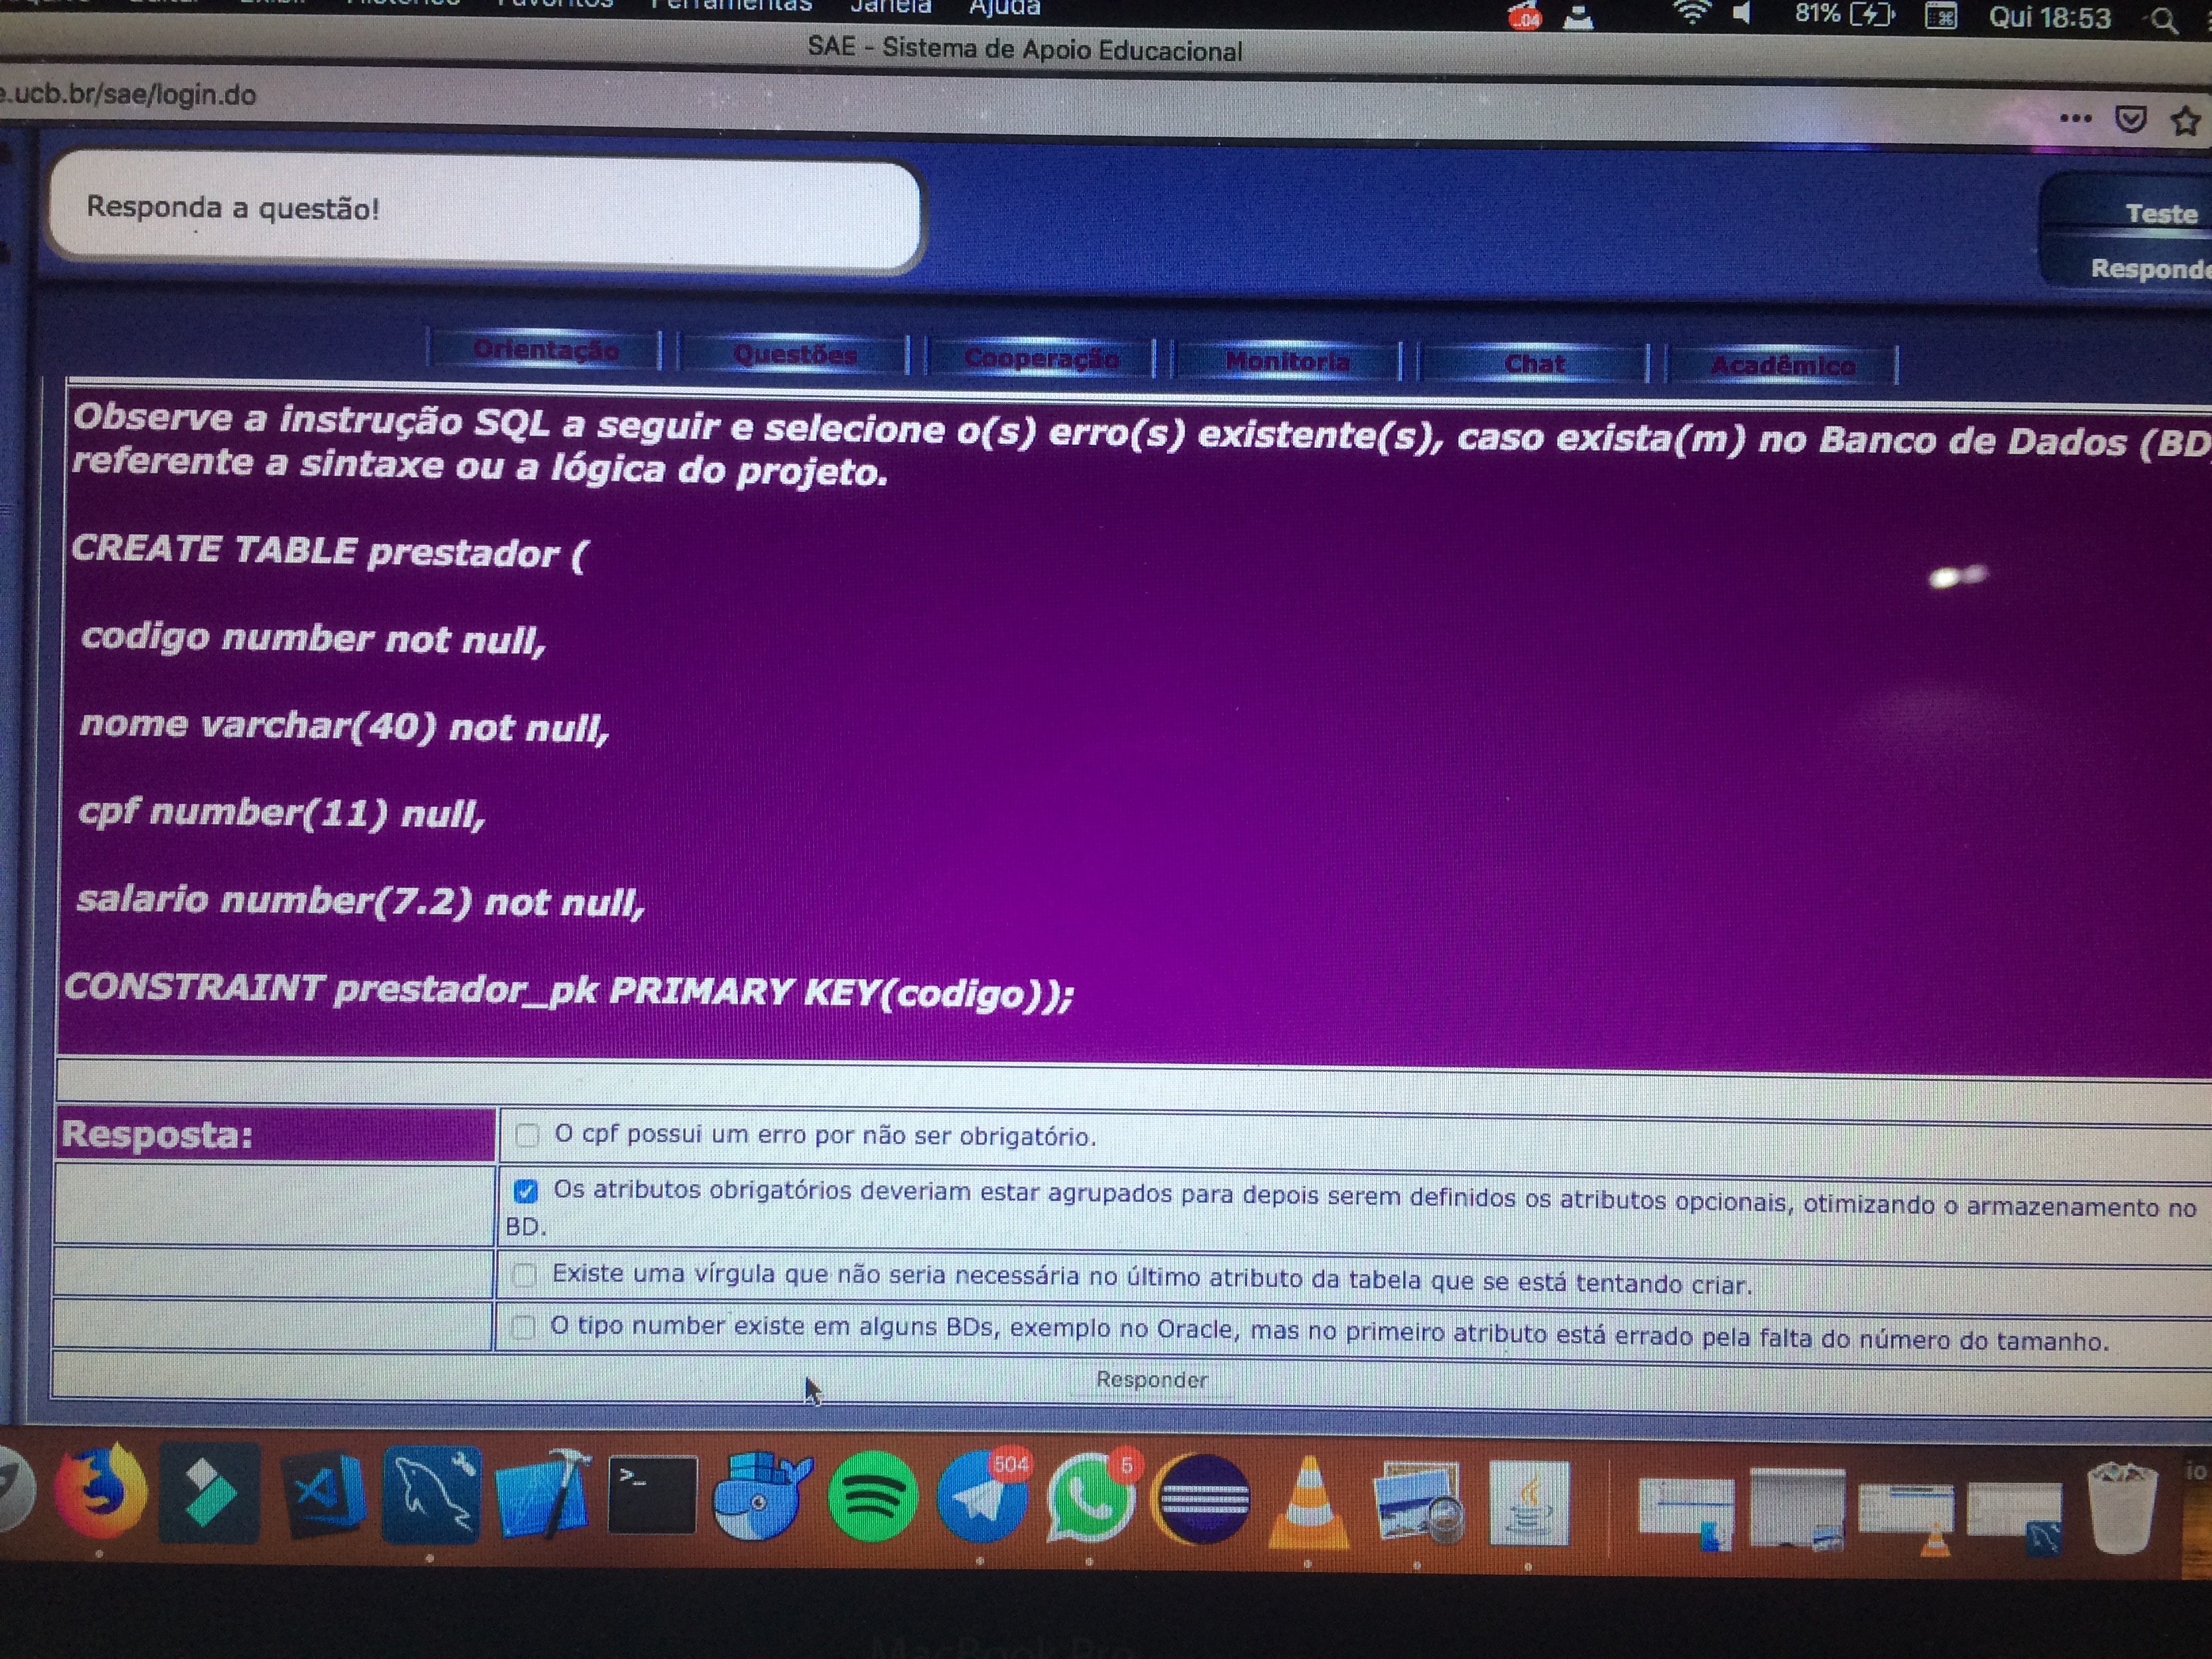 Ferramentas Janela Ajuda
81% Qui 18:53
SAE - Sistema de Apoio Educacional
e.ucb.br/sae/login.do
Responda a questão!
Teste
Responde
Orientação Questões Cooperação Monitoria Chat Acadêmico
Observe a instrução SQL a seguir e selecione o(s) erro(s) existente(s), caso exista(m) no Banco de Dados (BD
referente a sintaxe ou a lógica do projeto.
CREATE TABLE prestador (
codigo number not null,
nome varchar(40) not null,
cpf number(11) null,
salario number(7.2) not null,
CONSTRAINT prestador_pk PRIMARY KEY(codigo));
Resposta:
O cpf possui um erro por não ser obrigatório.
Os atributos obrigatórios deveriam estar agrupados para depois serem definidos os atributos opcionais, otimizando o armazenamento no
BD.
Existe uma vírgula que não seria necessária no último atributo da tabela que se está tentando criar.
O tipo number existe em alguns BDs, exemplo no Oracle, mas no primeiro atributo está errado pela falta do número do tamanho.
Responder
504
5
io
MacBook Pro